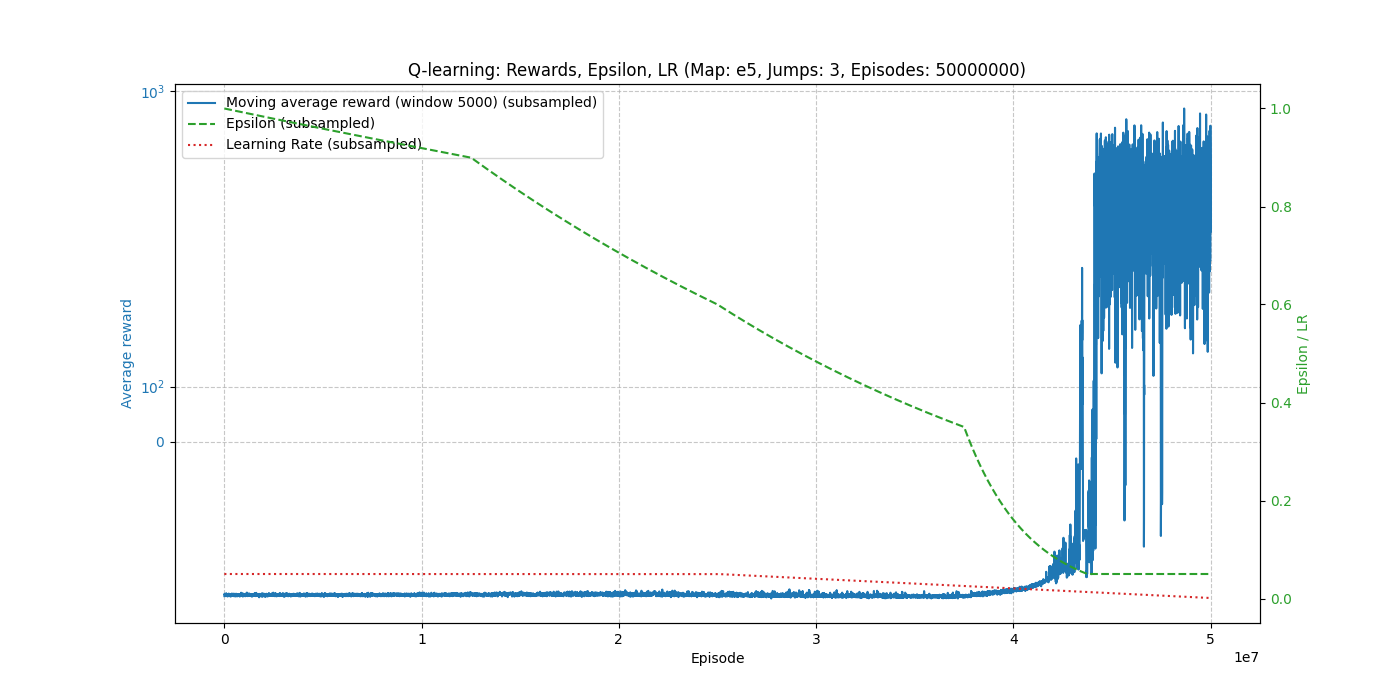 Q-learning: Rewards, Epsilon, LR (Map: e5, Jumps: 3, Episodes: 50000000)
Moving average reward (window 5000) (subsampled)
Epsilon (subsampled)
Learning Rate (subsampled)
10³
10²
0
Average reward
1.0
0.8
0.6
0.4
0.2
0.0
Epsilon / LR
0 1 2 3 4 5
1e7
Episode